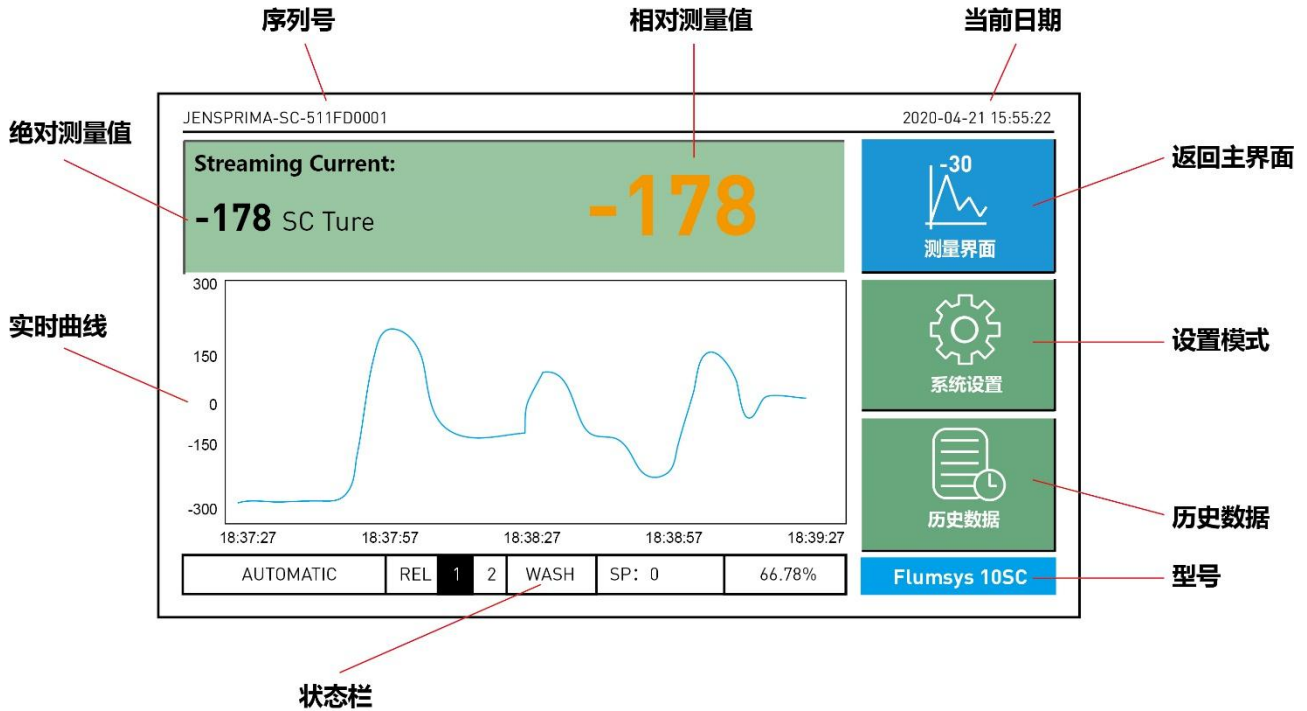 序列号
相对测量值
当前日期
JENSPRIMA-SC-511FD0001
2020-04-21 15:55:22
绝对测量值
Streaming Current:
-178 SC Ture
-178
-30
测量界面
返回主界面
实时曲线
300
150
0
-150
-300
18:37:27
18:37:57
18:38:27
18:38:57
18:39:27
系统设置
设置模式
历史数据
历史数据
AUTOMATIC
REL 1 2
WASH
SP: 0
66.78%
Flumsys 10SC
型号
状态栏